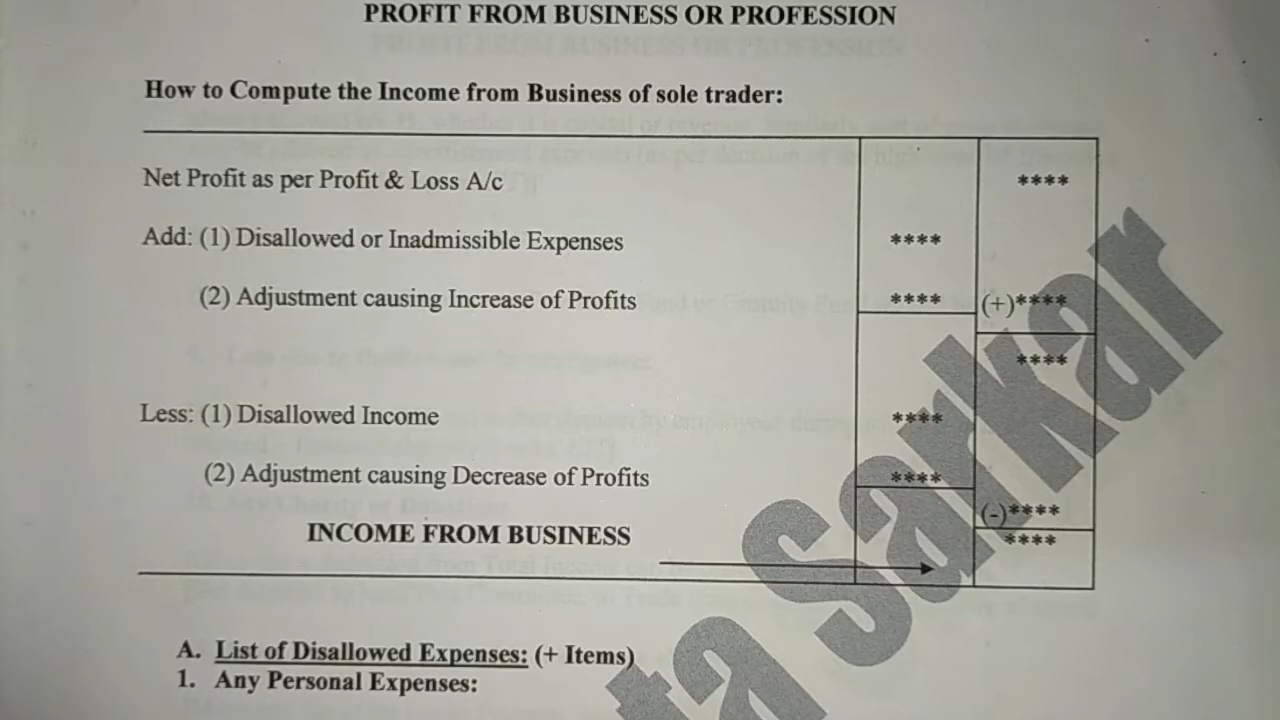 PROFIT FROM BUSINESS OR PROFESSION
How to Compute the Income from Business of sole trader:
Net Profit as per Profit & Loss A/c ****
Add: (1) Disallowed or Inadmissible Expenses ****
(2) Adjustment causing Increase of Profits **** (+)****
****
Less: (1) Disallowed Income ****
(2) Adjustment causing Decrease of Profits ****
(-)****
INCOME FROM BUSINESS ****
A. List of Disallowed Expenses: (+ Items)
1. Any Personal Expenses:
ta sarkar